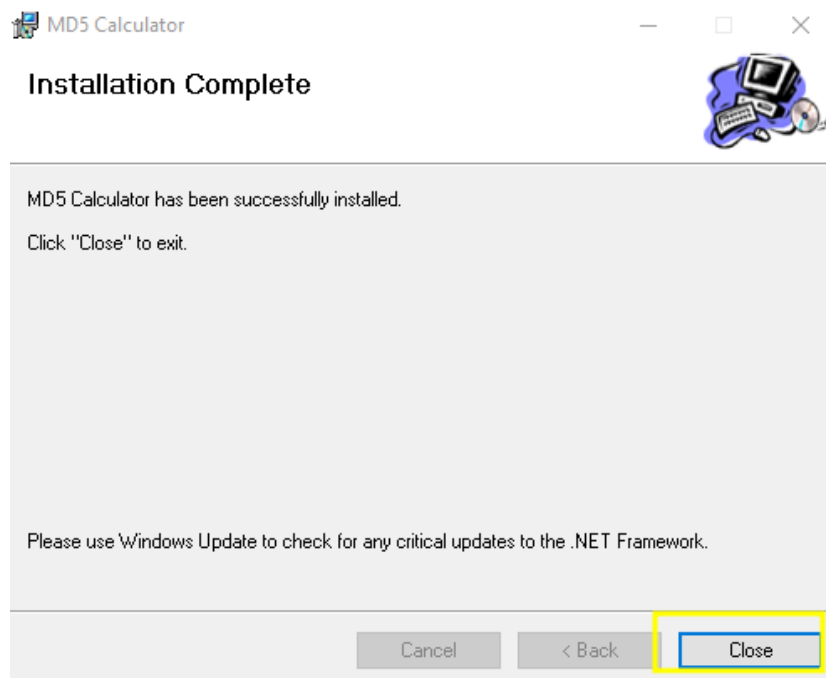 MD5 Calculator
Installation Complete
MD5 Calculator has been successfully installed.
Click "Close" to exit.
Please use Windows Update to check for any critical updates to the .NET Framework.
Cancel
< Back
Close